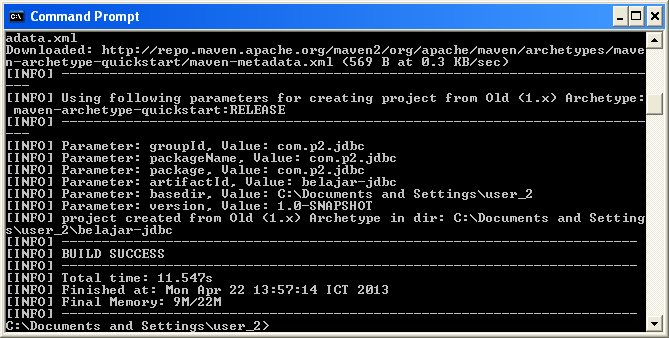 Command Prompt
adata.xml
Downloaded: http://repo.maven.apache.org/maven2/org/apache/maven/archetypes/mave
n-archetype-quickstart/maven-metadata.xml (569 B at 0.3 KB/sec)
[INFO] -------------------------------------------------------------------------
---
[INFO] Using following parameters for creating project from Old (1.x) Archetype:
 maven-archetype-quickstart:RELEASE
[INFO] -------------------------------------------------------------------------
---
[INFO] Parameter: groupId, Value: com.p2.jdbc
[INFO] Parameter: packageName, Value: com.p2.jdbc
[INFO] Parameter: package, Value: com.p2.jdbc
[INFO] Parameter: artifactId, Value: belajar-jdbc
[INFO] Parameter: basedir, Value: C:\Documents and Settings\user_2
[INFO] Parameter: version, Value: 1.0-SNAPSHOT
[INFO] project created from Old (1.x) Archetype in dir: C:\Documents and Setting
s\user_2\belajar-jdbc
[INFO] ------------------------------------------------------------------------
[INFO] BUILD SUCCESS
[INFO] ------------------------------------------------------------------------
[INFO] Total time: 11.547s
[INFO] Finished at: Mon Apr 22 13:57:14 ICT 2013
[INFO] Final Memory: 9M/22M
[INFO] ------------------------------------------------------------------------
C:\Documents and Settings\user_2>